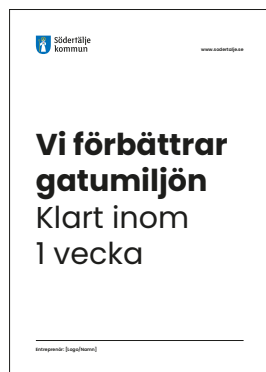 Södertälje
kommun
www.sodertalje.se
Vi förbättrar
gatumiljön
Klart inom
1 vecka
Entreprenör: [Logo/Namn]